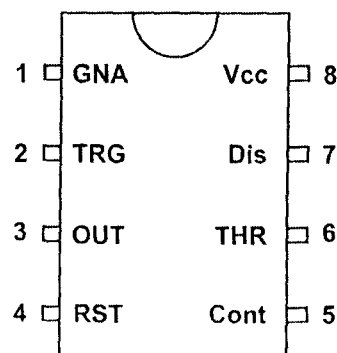 1 GNA Vcc 8
2 TRG Dis 7
3 OUT THR 6
4 RST Cont 5